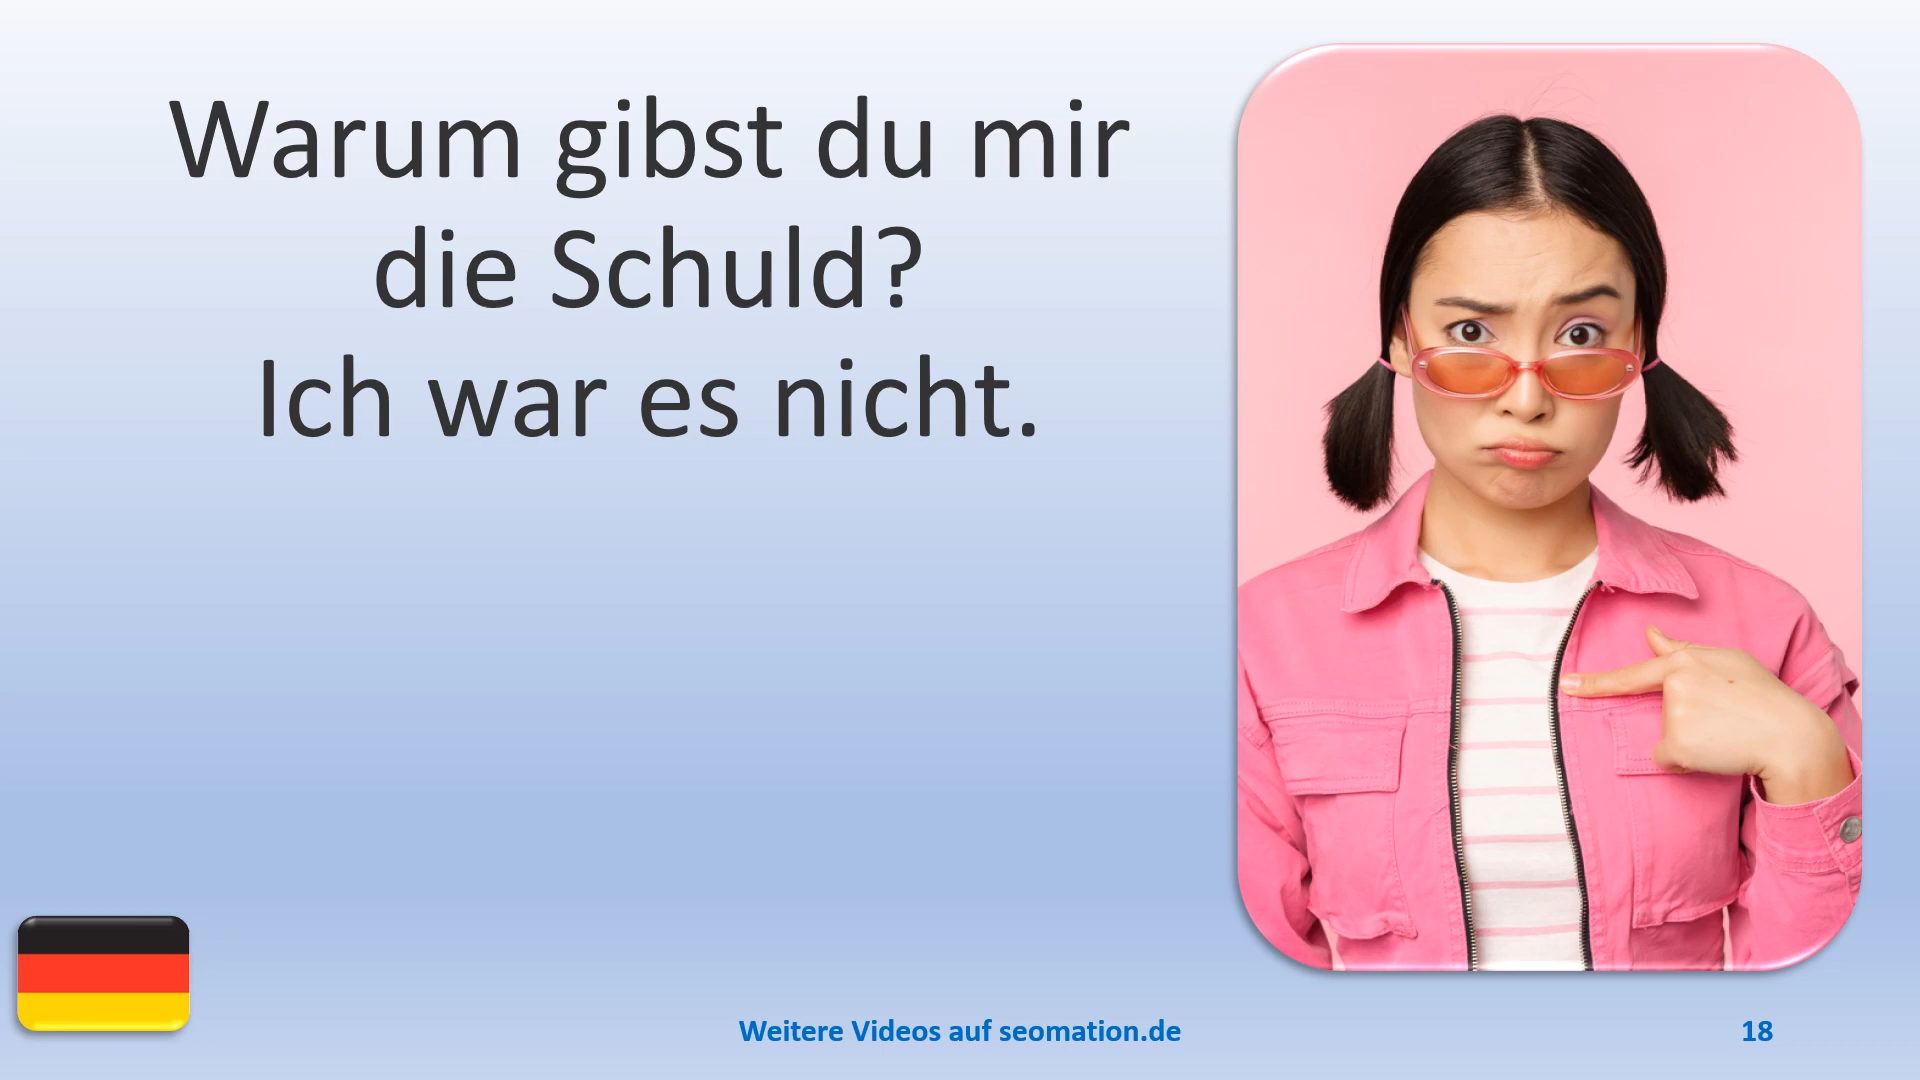 Warum gibst du mir
die Schuld?
Ich war es nicht.
Weitere Videos auf seomation.de
18